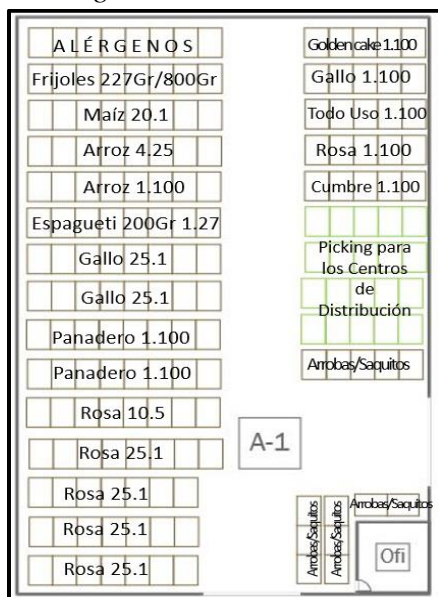 ALÉRGENOS
Frijoles 227Gr/800Gr
Maíz 20.1
Arroz 4.25
Arroz 1.100
Espagueti 200Gr 1.27
Gallo 25.1
Gallo 25.1
Panadero 1.100
Panadero 1.100
Rosa 10.5
Rosa 25.1
Rosa 25.1
Rosa 25.1
Rosa 25.1
Golden cake 1.100
Gallo 1.100
Todo Uso 1.100
Rosa 1.100
Cumbre 1.100
Picking para
los Centros
de
Distribución
Arrobas/Saquitos
A-1
Arrobas/Saquitos
Arrobas/Saquitos
Arrobas/Saquitos
Arrobas/Saquitos
Arrobas/Saquitos
Ofi